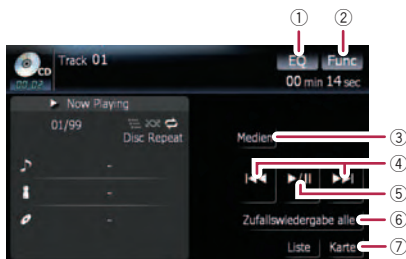 ① ②
Track 01
EQ Func
CD
00 min 14 sec
Now Playing
01/99
Disc Repeat
Medien
③
-
④
-
⑤
-
Zufallswiedergabe alle
⑥
Liste Karte
⑦